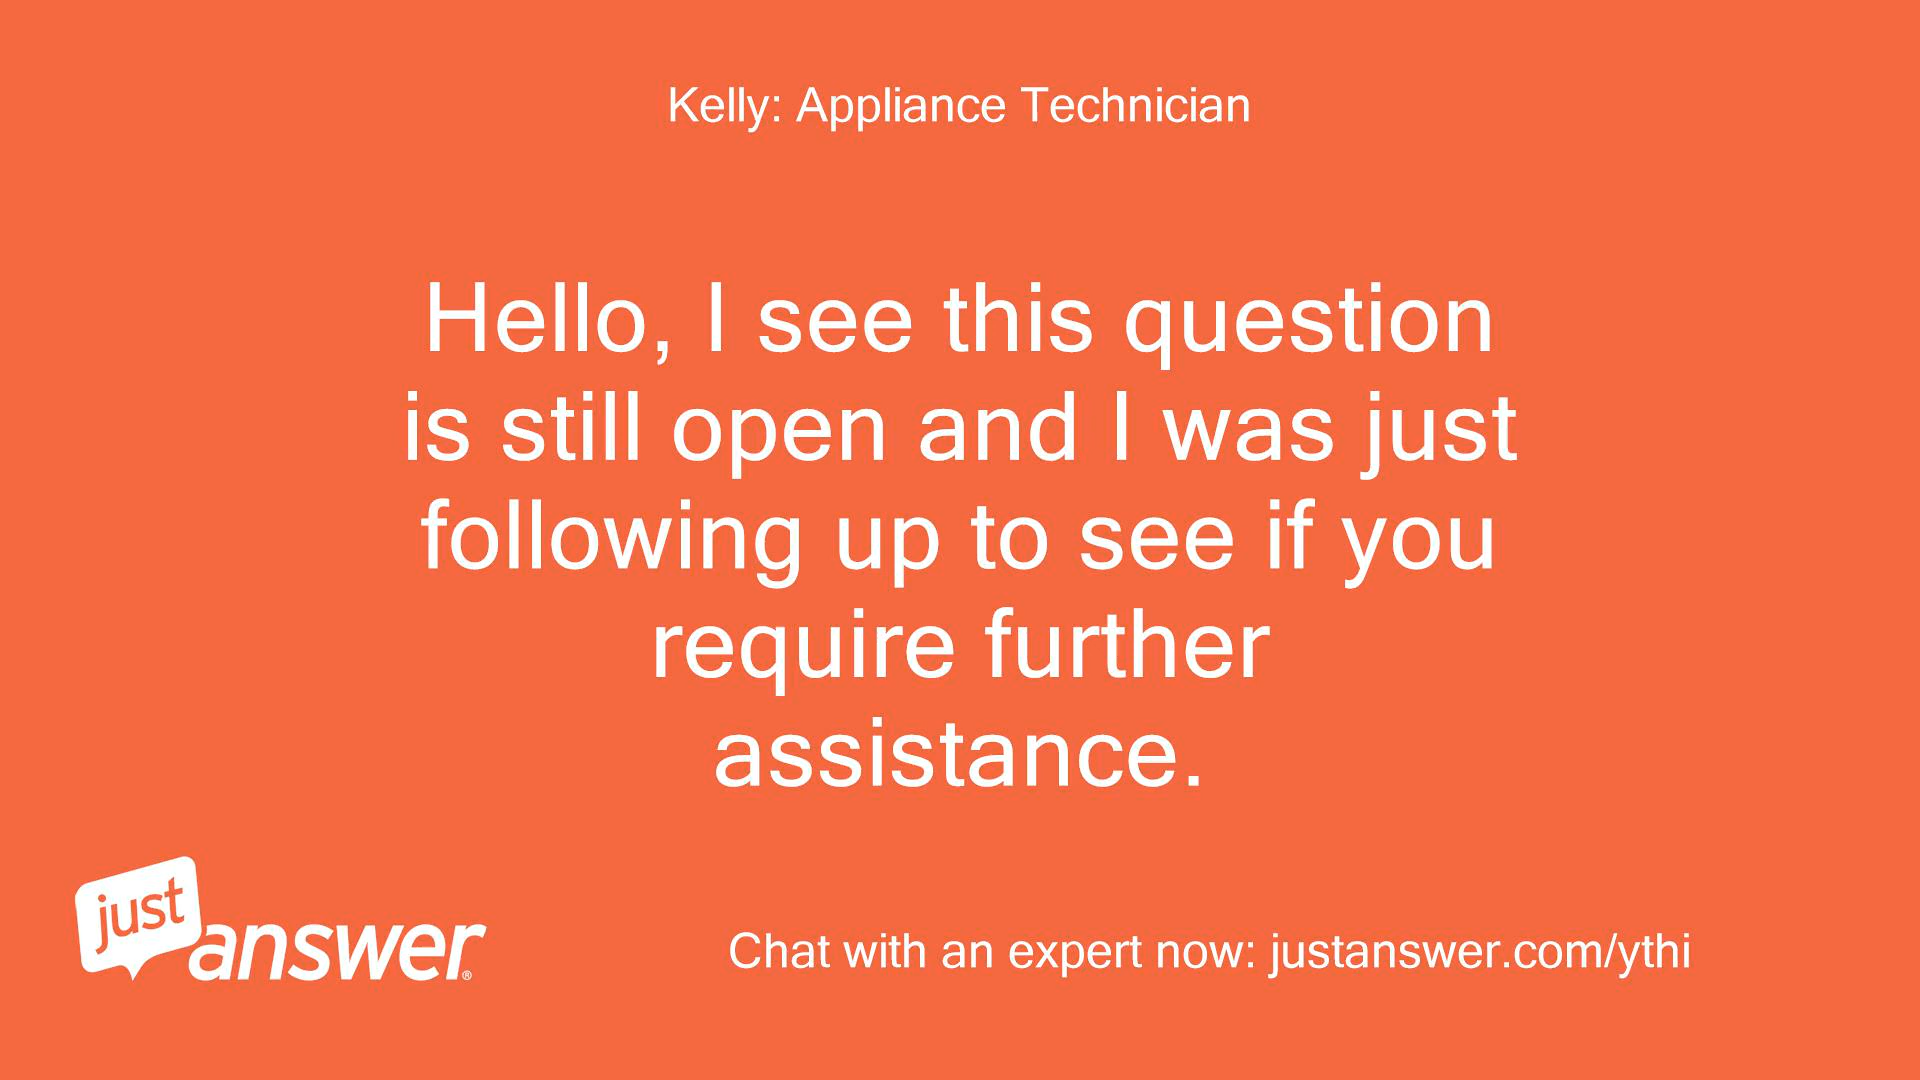 Kelly: Appliance Technician
Hello, I see this question
is still open and I was just
following up to see if you
require further
assistance.
just
answer®
Chat with an expert now: justanswer.com/ythi